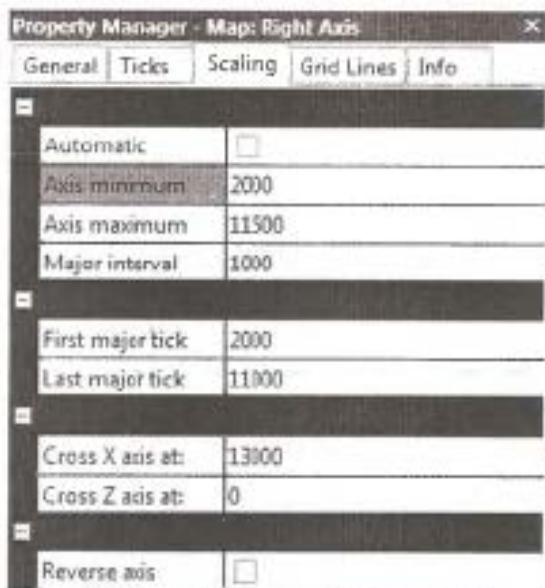 Property Manager - Map: Right Axis
General Ticks Scaling Grid Lines Info
Automatic
Axis minimum 2000
Axis maximum 11500
Major interval 1000
First major tick 2000
Last major tick 11000
Cross X axis at: 13000
Cross Z axis at: 0
Reverse axis